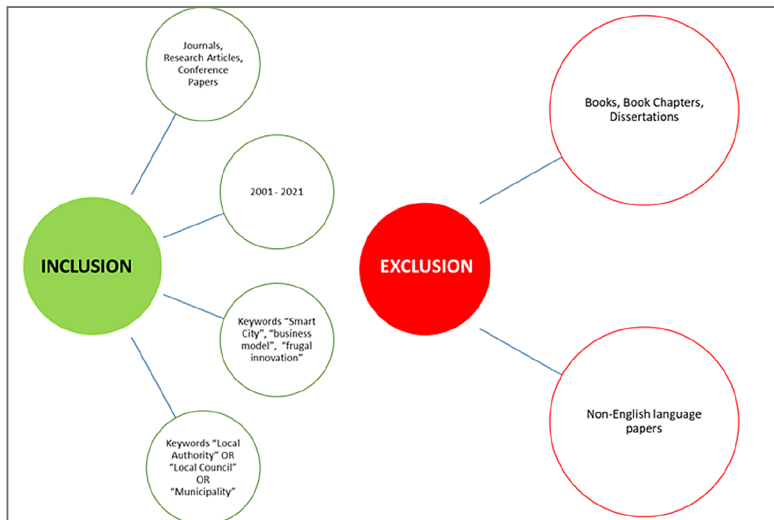 Journals,
Research Articles,
Conference
Papers
2001 - 2021
INCLUSION
Keywords "Smart
City", "business
model", "frugal
innovation"
Keywords "Local
Authority" OR
"Local Council"
OR
"Municipality"
EXCLUSION
Books, Book Chapters,
Dissertations
Non-English language
papers